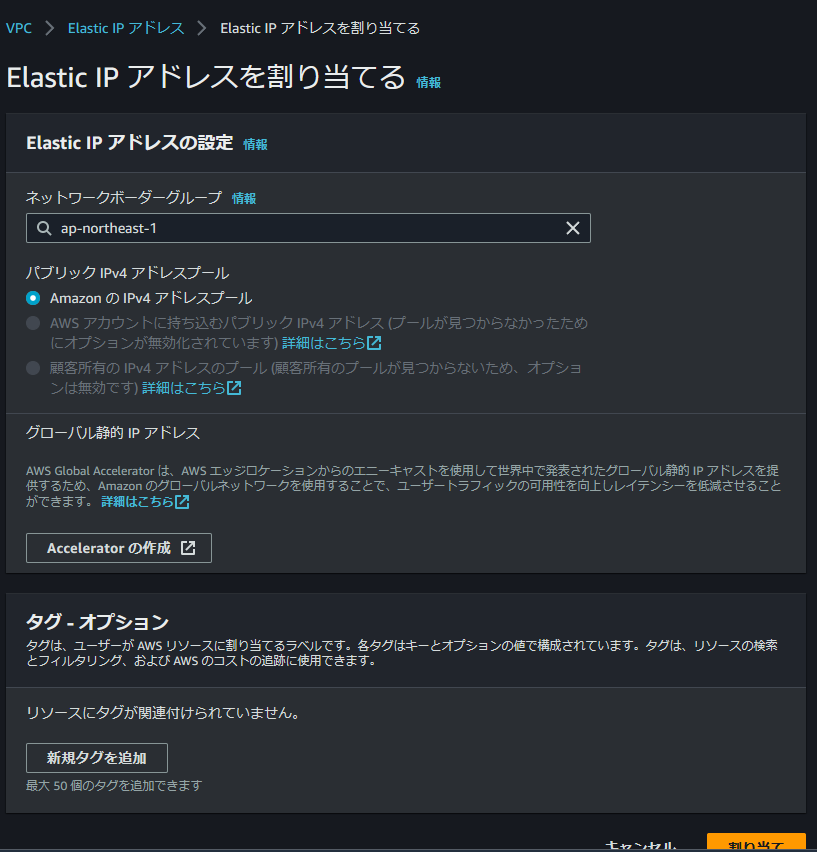 VPC > Elastic IP アドレス > Elastic IP アドレスを割り当てる
Elastic IP アドレスを割り当てる 情報
Elastic IP アドレスの設定 情報
ネットワークボーダーグループ 情報
ap-northeast-1
パブリック IPv4 アドレスプール
Amazon の IPv4 アドレスプール
AWS アカウントに持ち込むパブリック IPv4 アドレス (プールが見つからなかったため
にオプションが無効化されています) 詳細はこちら
顧客所有の IPv4 アドレスのプール (顧客所有のプールが見つからないため、オプショ
ンは無効です) 詳細はこちら
グローバル静的 IP アドレス
AWS Global Accelerator は、AWS エッジロケーションからのエニーキャストを使用して世界中で発表されたグローバル静的 IP アドレスを提
供するため、Amazon のグローバルネットワークを使用することで、ユーザートラフィックの可用性を向上しレイテンシーを低減させること
ができます。 詳細はこちら
Accelerator の作成
タグ - オプション
タグは、ユーザーが AWS リソースに割り当てるラベルです。各タグはキーとオプションの値で構成されています。タグは、リソースの検索
とフィルタリング、および AWS のコストの追跡に使用できます。
リソースにタグが関連付けられていません。
新規タグを追加
最大 50 個のタグを追加できます
キャンセル 割り当て